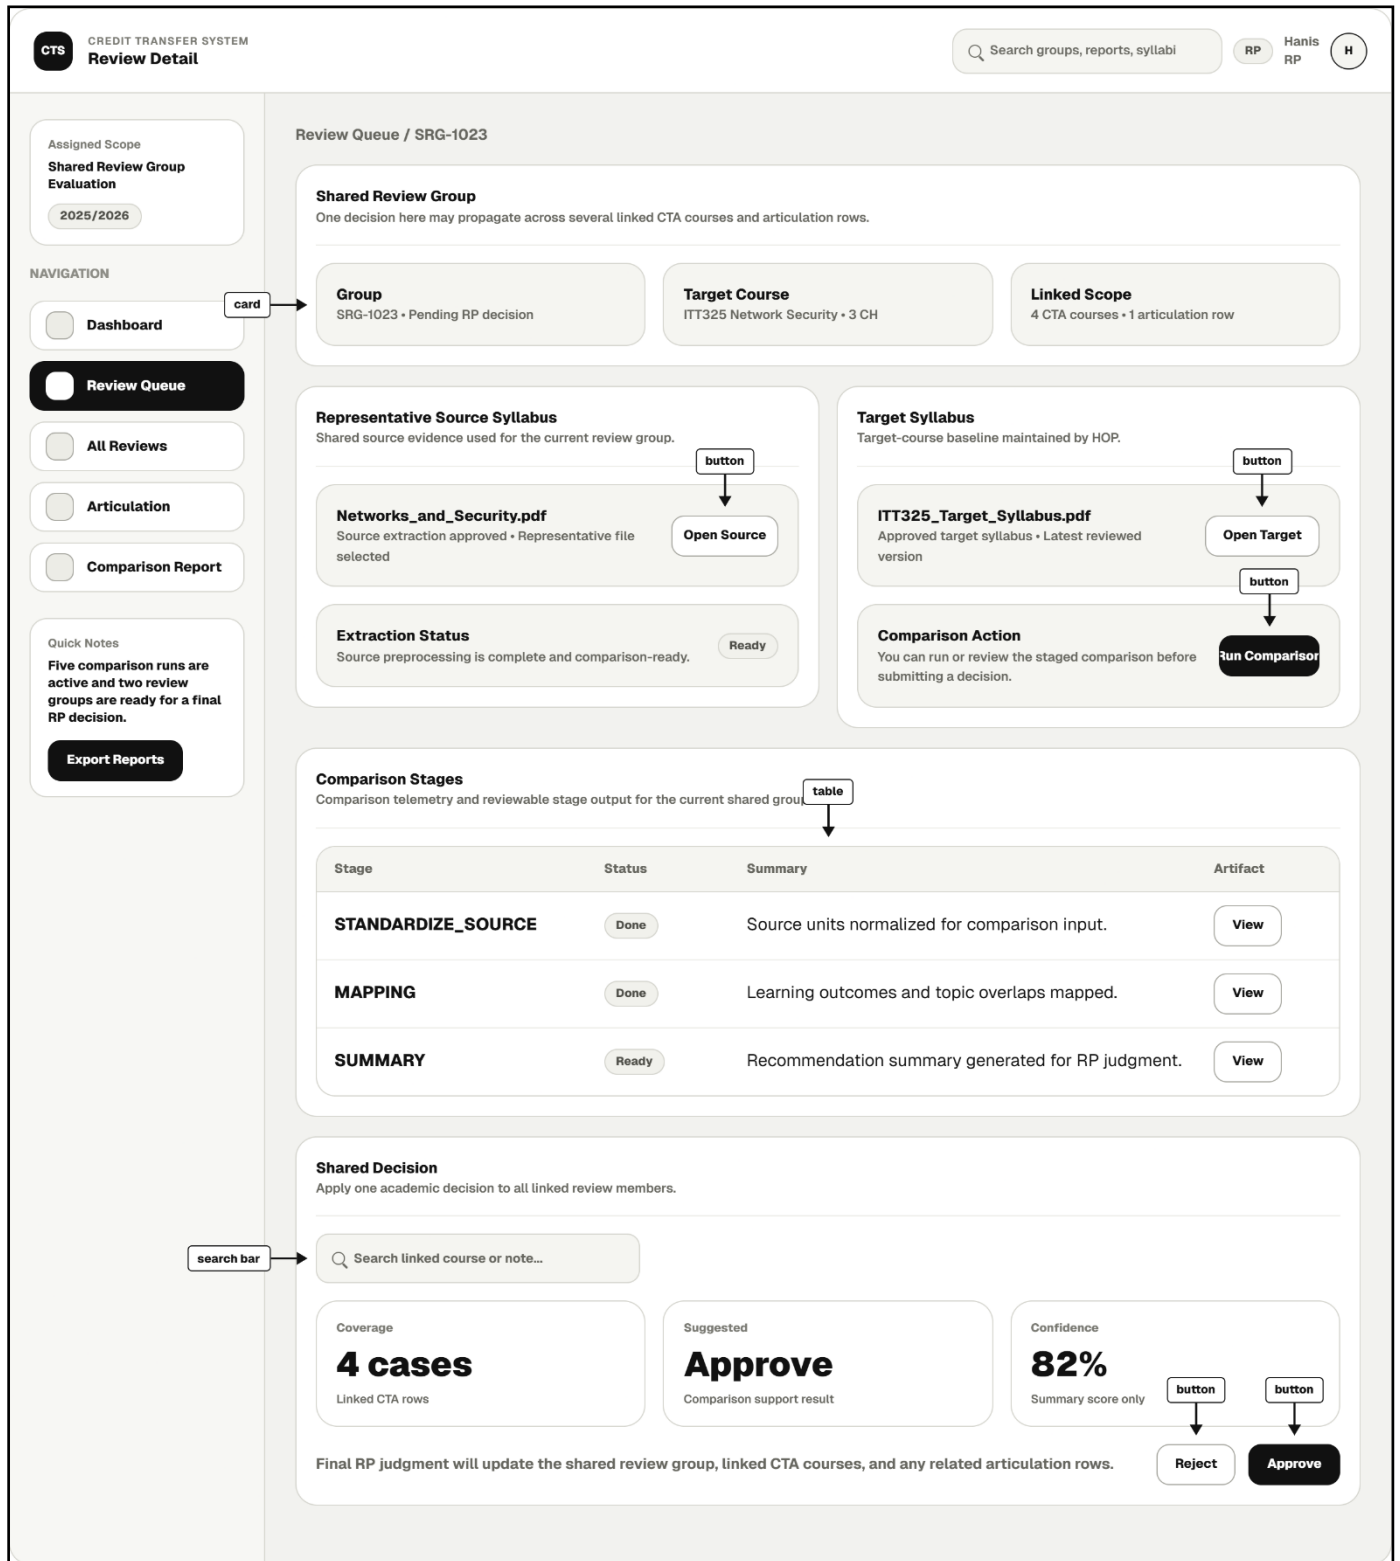 CTS
CREDIT TRANSFER SYSTEM
Review Detail
Search groups, reports, syllabi
RP
Hanis
RP
H
Assigned Scope
Shared Review Group
Evaluation
2025/2026
NAVIGATION
Dashboard
Review Queue
All Reviews
Articulation
Comparison Report
Quick Notes
Five comparison runs are
active and two review
groups are ready for a final
RP decision.
Export Reports
Review Queue / SRG-1023
Shared Review Group
One decision here may propagate across several linked CTA courses and articulation rows.
card
Group
SRG-1023 • Pending RP decision
Target Course
ITT325 Network Security • 3 CH
Linked Scope
4 CTA courses • 1 articulation row
Representative Source Syllabus
Shared source evidence used for the current review group.
button
Networks_and_Security.pdf
Source extraction approved • Representative file
selected
Open Source
Extraction Status
Source preprocessing is complete and comparison-ready.
Ready
Target Syllabus
Target-course baseline maintained by HOP.
button
ITT325_Target_Syllabus.pdf
Approved target syllabus • Latest reviewed
version
Open Target
button
Comparison Action
You can run or review the staged comparison before
submitting a decision.
Run Comparison
Comparison Stages
Comparison telemetry and reviewable stage output for the current shared group
table
Stage Status Summary Artifact
STANDARDIZE_SOURCE Done Source units normalized for comparison input. View
MAPPING Done Learning outcomes and topic overlaps mapped. View
SUMMARY Ready Recommendation summary generated for RP judgment. View
Shared Decision
Apply one academic decision to all linked review members.
search bar
Search linked course or note...
Coverage
4 cases
Linked CTA rows
Suggested
Approve
Comparison support result
Confidence
82%
Summary score only
button
button
Final RP judgment will update the shared review group, linked CTA courses, and any related articulation rows.
Reject
Approve